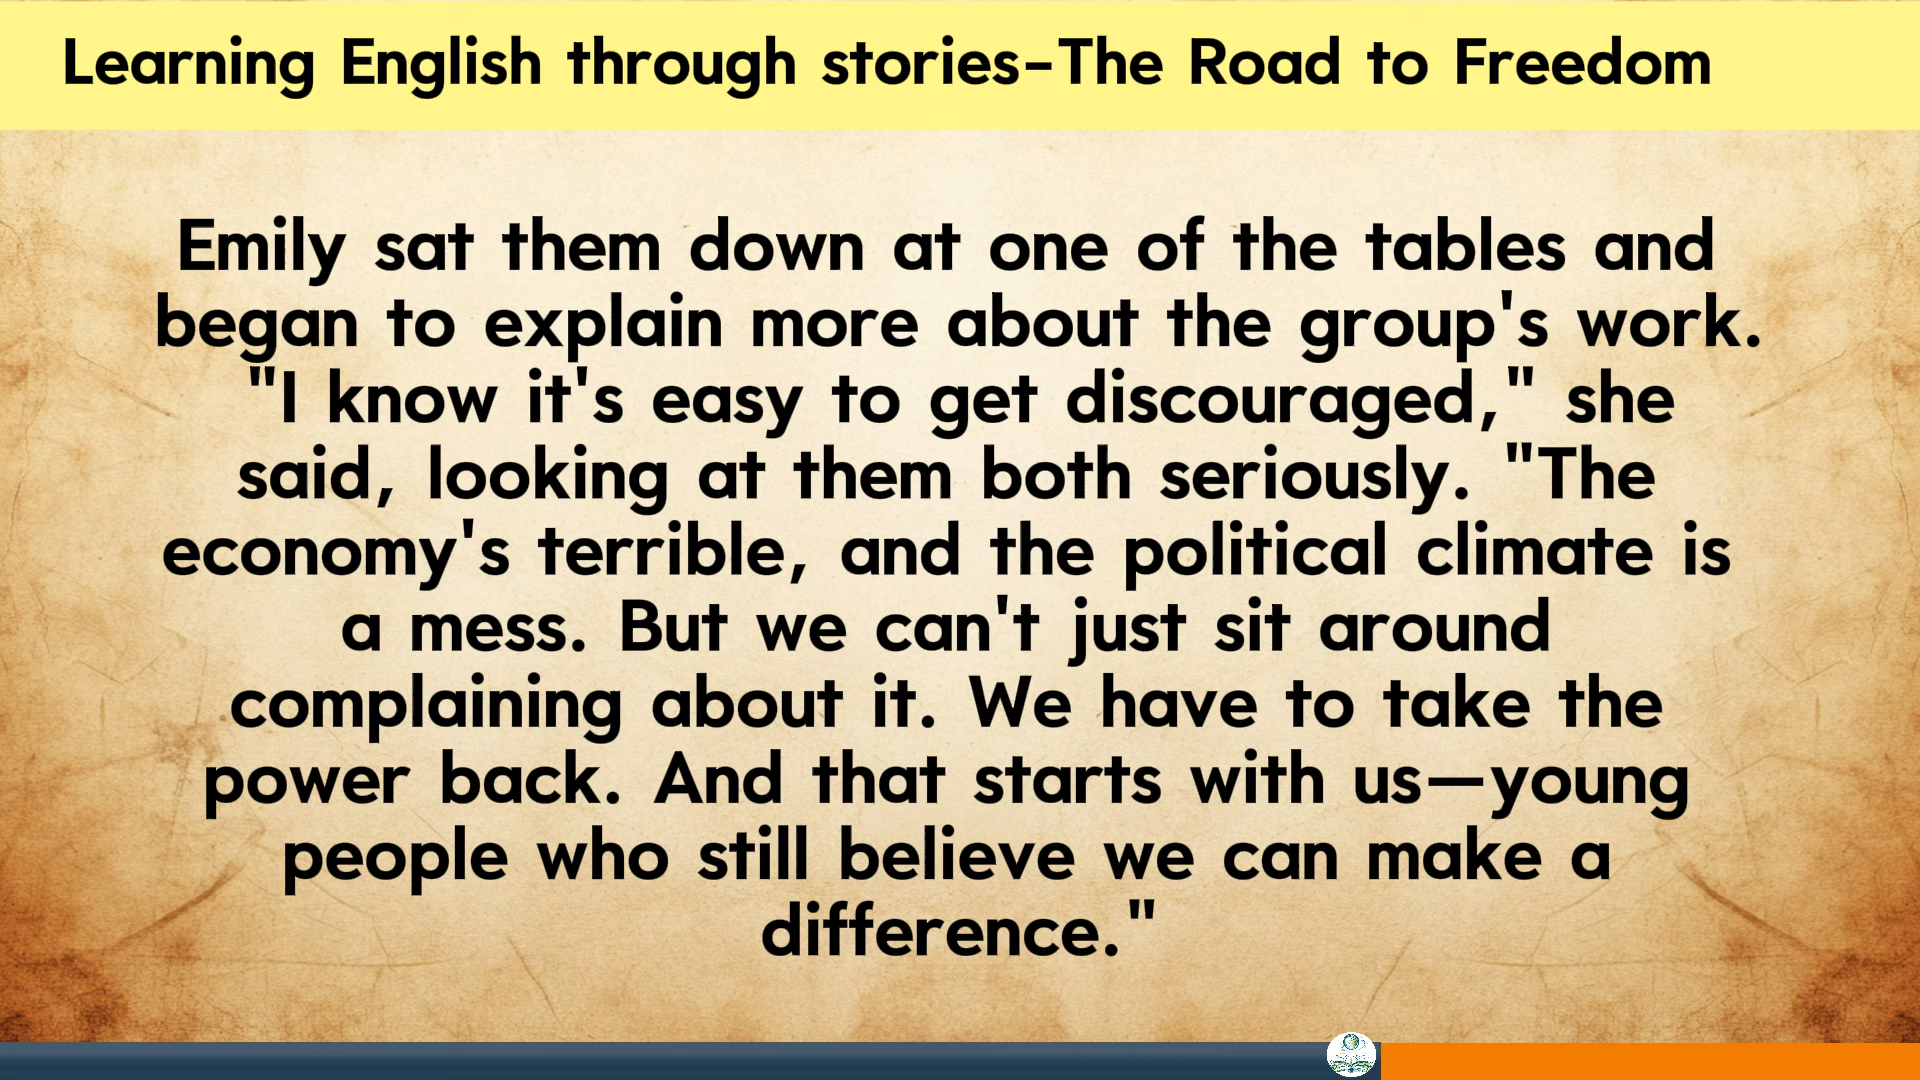 Learning English through stories-The Road to Freedom
Emily sat them down at one of the tables and
began to explain more about the group's work.
"I know it's easy to get discouraged," she
said, looking at them both seriously. "The
economy's terrible, and the political climate is
a mess. But we can't just sit around
complaining about it. We have to take the
power back. And that starts with us—young
people who still believe we can make a
difference."